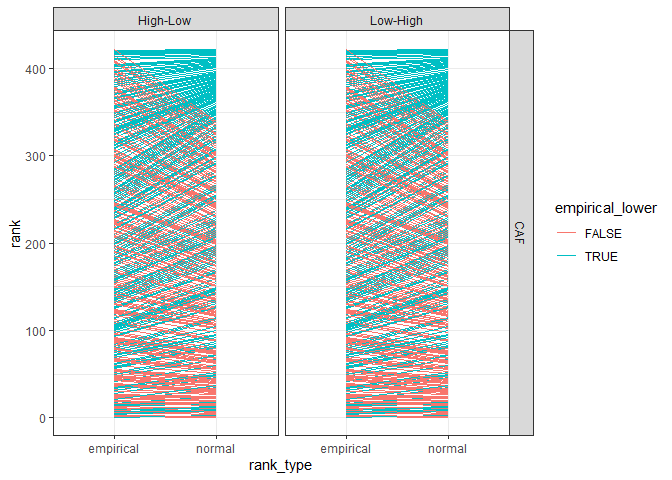 High-Low
Low-High
400
300
200
100
0
rank
CAF
empirical
normal
empirical
normal
rank_type
empirical_lower
FALSE
TRUE